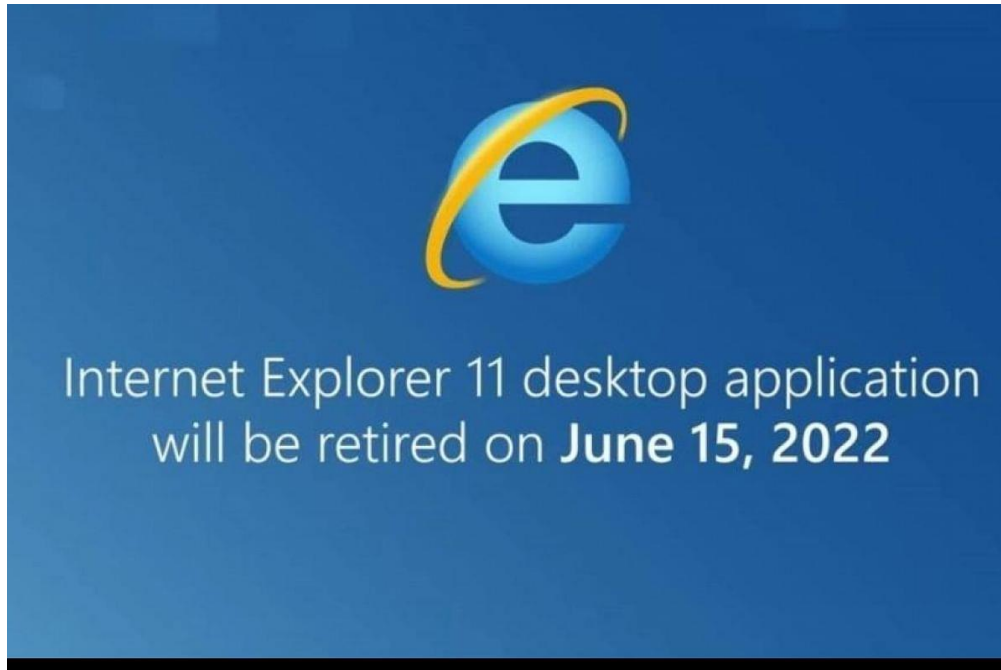 Internet Explorer 11 desktop application
will be retired on June 15, 2022